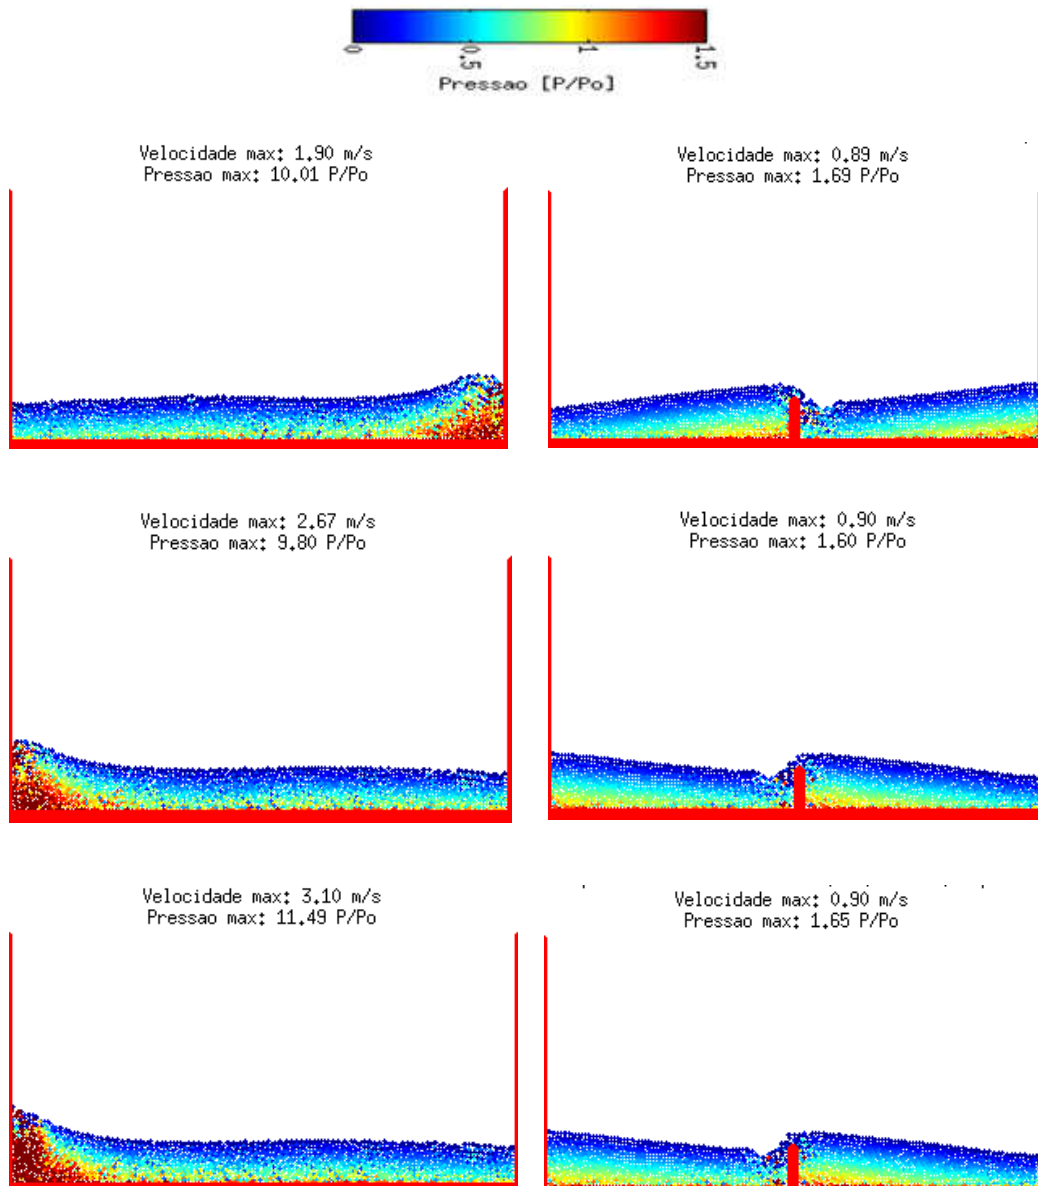 0 0.5 1 1.5
Pressao [P/Po]
Velocidade max: 1.90 m/s
Pressao max: 10.01 P/Po
Velocidade max: 0.89 m/s
Pressao max: 1.69 P/Po
Velocidade max: 2.67 m/s
Pressao max: 9.80 P/Po
Velocidade max: 0.90 m/s
Pressao max: 1.60 P/Po
Velocidade max: 3.10 m/s
Pressao max: 11.49 P/Po
Velocidade max: 0.90 m/s
Pressao max: 1.65 P/Po